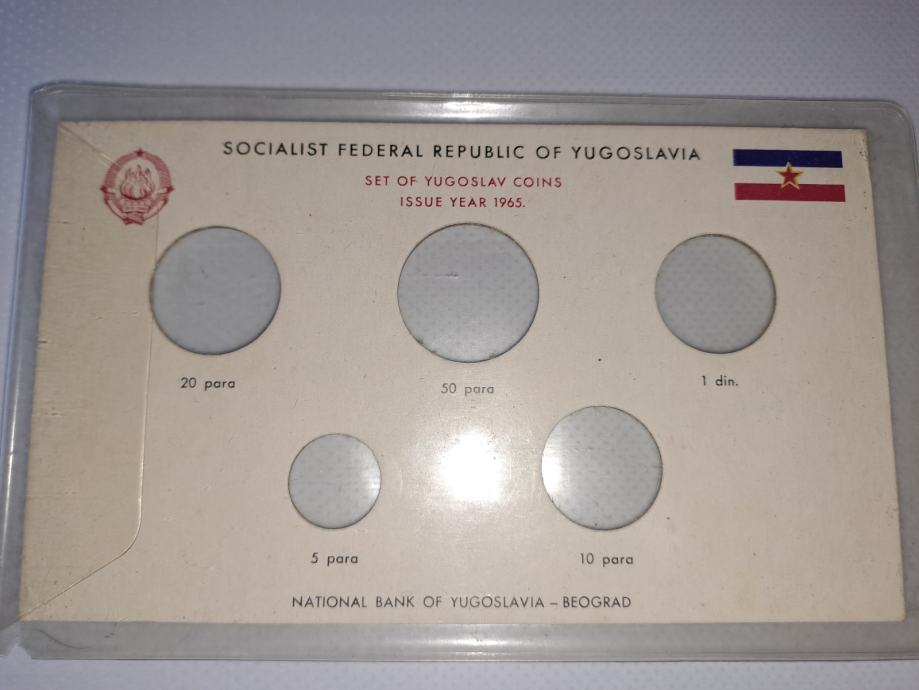 SOCIALIST FEDERAL REPUBLIC OF YUGOSLAVIA
SET OF YUGOSLAV COINS
ISSUE YEAR 1965.
20 para
50 para
1 din.
5 para
10 para
NATIONAL BANK OF YUGOSLAVIA – BEOGRAD